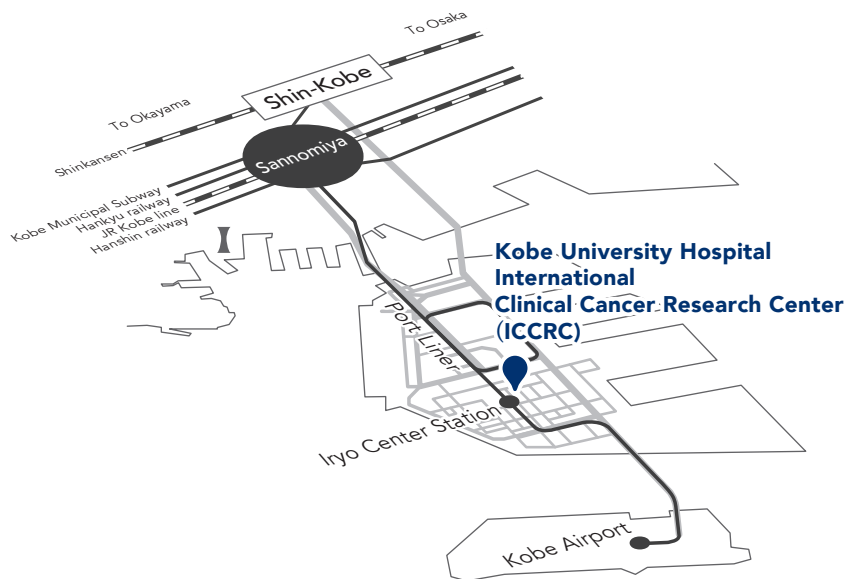 To Osaka
Shin-Kobe
To Okayama
Shinkansen
Sannomiya
Kobe Municipal Subway
Hankyu railway
JR Kobe line
Hanshin railway
Kobe University Hospital
International
Clinical Cancer Research Center
(ICCRC)
Port Liner
Iryo Center Station
Kobe Airport